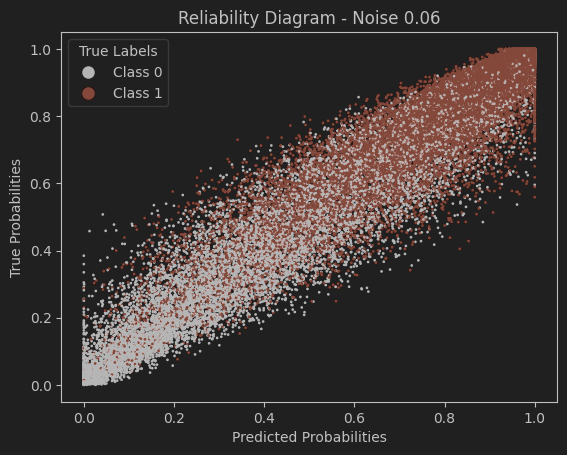 Reliability Diagram - Noise 0.06
True Labels
Class 0
Class 1
1.0
0.8
0.6
0.4
0.2
0.0
True Probabilities
0.0 0.2 0.4 0.6 0.8 1.0
Predicted Probabilities